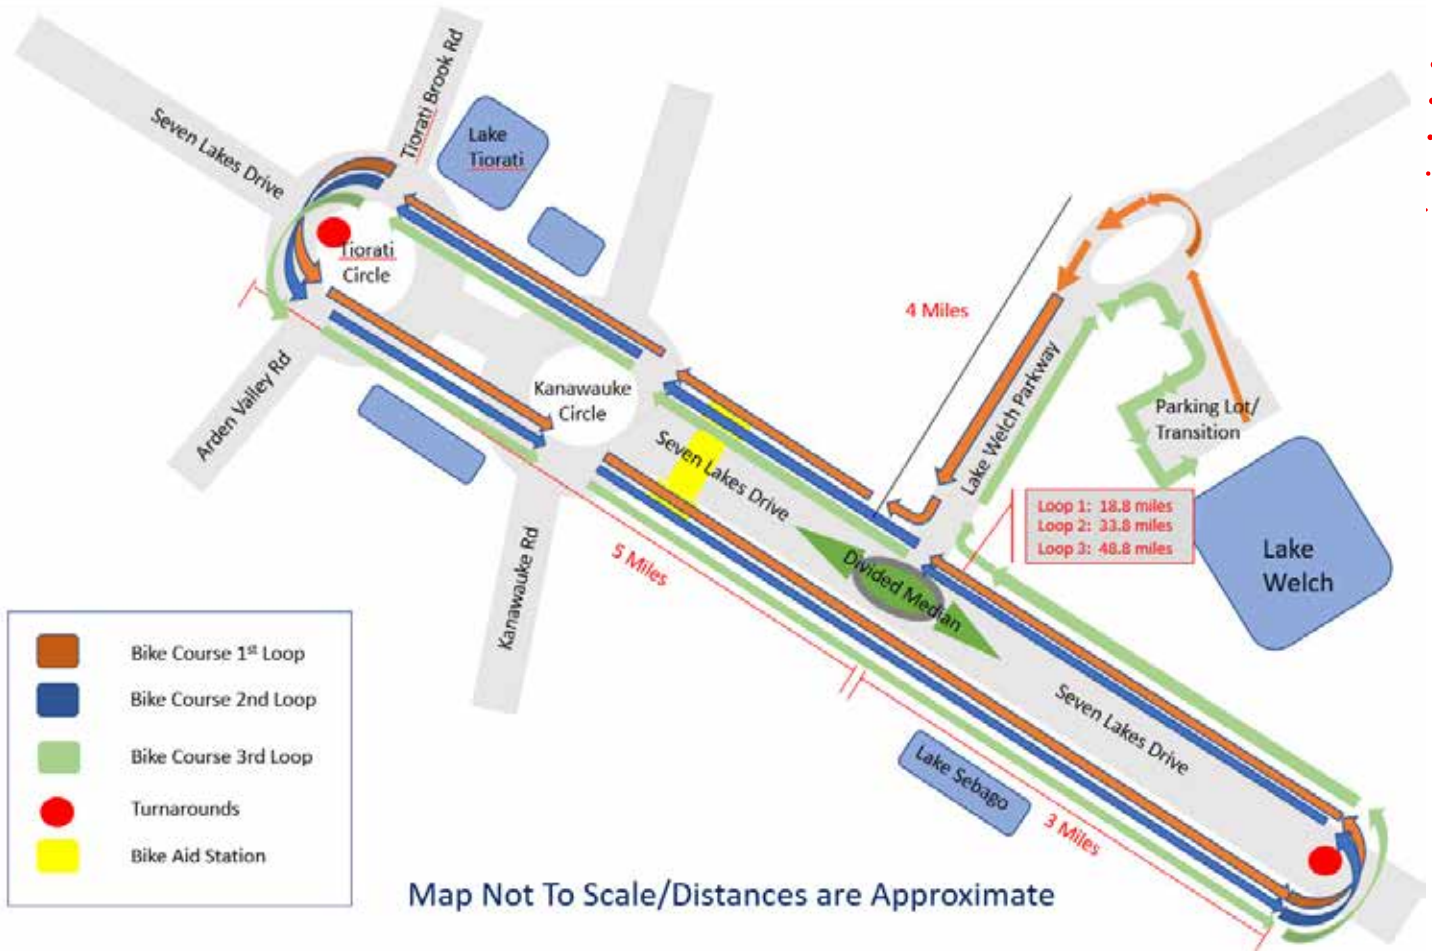 Seven Lakes Drive
Tiorati Brook Rd
Lake
Tiorati
Tiorati
Circle
4 Miles
Arden Valley Rd
Kanawauke
Circle
Lake Welch Parkway
Parking Lot/
Transition
Seven Lakes Drive
Loop 1: 18.8 miles
Loop 2: 33.8 miles
Loop 3: 48.8 miles
Lake
Welch
Kanawauke Rd
5 Miles
Divided Median
Seven Lakes Drive
Lake Sebago
3 Miles
Bike Course 1st Loop
Bike Course 2nd Loop
Bike Course 3rd Loop
Turnarounds
Bike Aid Station
Map Not To Scale/Distances are Approximate